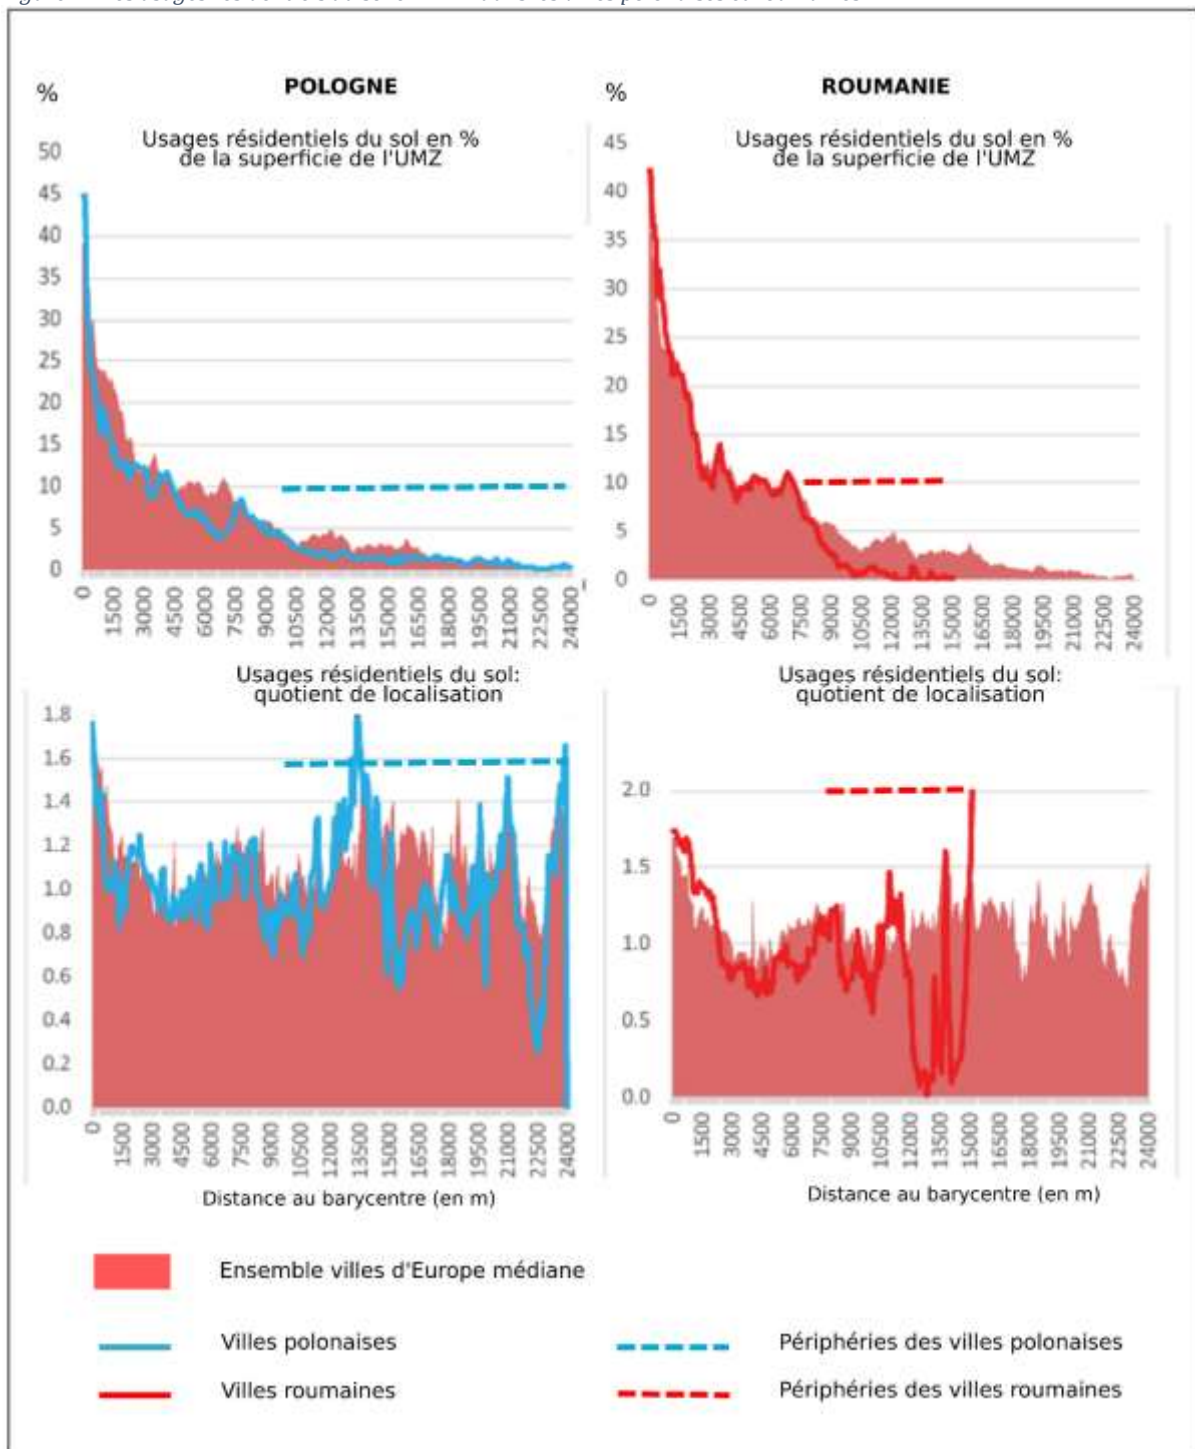 %
POLOGNE
Usages résidentiels du sol en %
de la superficie de l'UMZ
50
45
40
35
30
25
20
15
10
5
0
0 1500 3000 4500 6000 7500 9000 10500 12000 13500 15000 16500 18000 19500 21000 22500 24000
%
ROUMANIE
Usages résidentiels du sol en %
de la superficie de l'UMZ
45
40
35
30
25
20
15
10
5
0
0 1500 3000 4500 6000 7500 9000 10500 12000 13500 15000 16500 18000 19500 21000 22500 24000
Usages résidentiels du sol:
quotient de localisation
1.8
1.6
1.4
1.2
1.0
0.8
0.6
0.4
0.2
0.0
0 1500 3000 4500 6000 7500 9000 10500 12000 13500 15000 16500 18000 19500 21000 22500 24000
Distance au barycentre (en m)
Usages résidentiels du sol:
quotient de localisation
2.0
1.5
1.0
0.5
0.0
0 1500 3000 4500 6000 7500 9000 10500 12000 13500 15000 16500 18000 19500 21000 22500 24000
Distance au barycentre (en m)
Ensemble villes d'Europe médiane
Villes polonaises
Périphéries des villes polonaises
Villes roumaines
Périphéries des villes roumaines